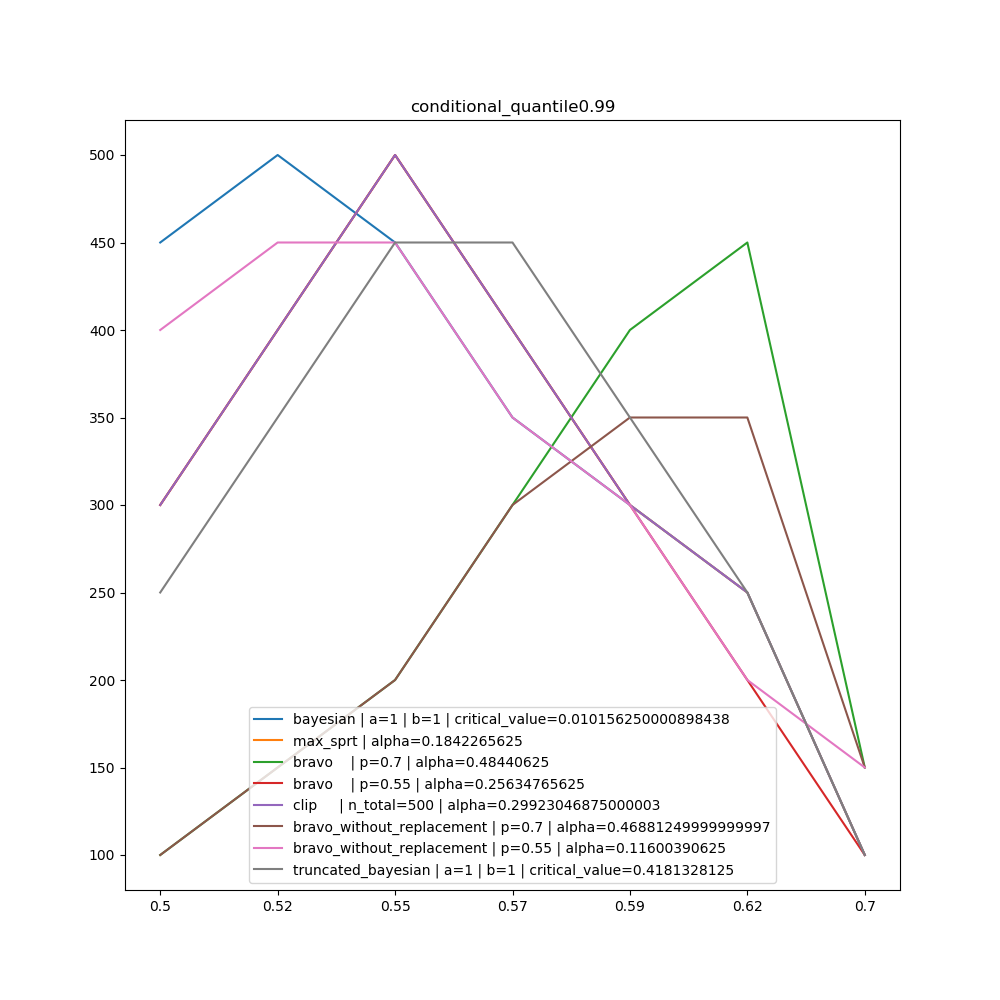 conditional_quantile0.99
500
450
400
350
300
250
200
150
100
bayesian | a=1 | b=1 | critical_value=0.010156250000898438
max_sprt | alpha=0.1842265625
bravo | p=0.7 | alpha=0.48440625
bravo | p=0.55 | alpha=0.25634765625
clip | n_total=500 | alpha=0.29923046875000003
bravo_without_replacement | p=0.7 | alpha=0.46881249999999997
bravo_without_replacement | p=0.55 | alpha=0.11600390625
truncated_bayesian | a=1 | b=1 | critical_value=0.4181328125
0.5 0.52 0.55 0.57 0.59 0.62 0.7